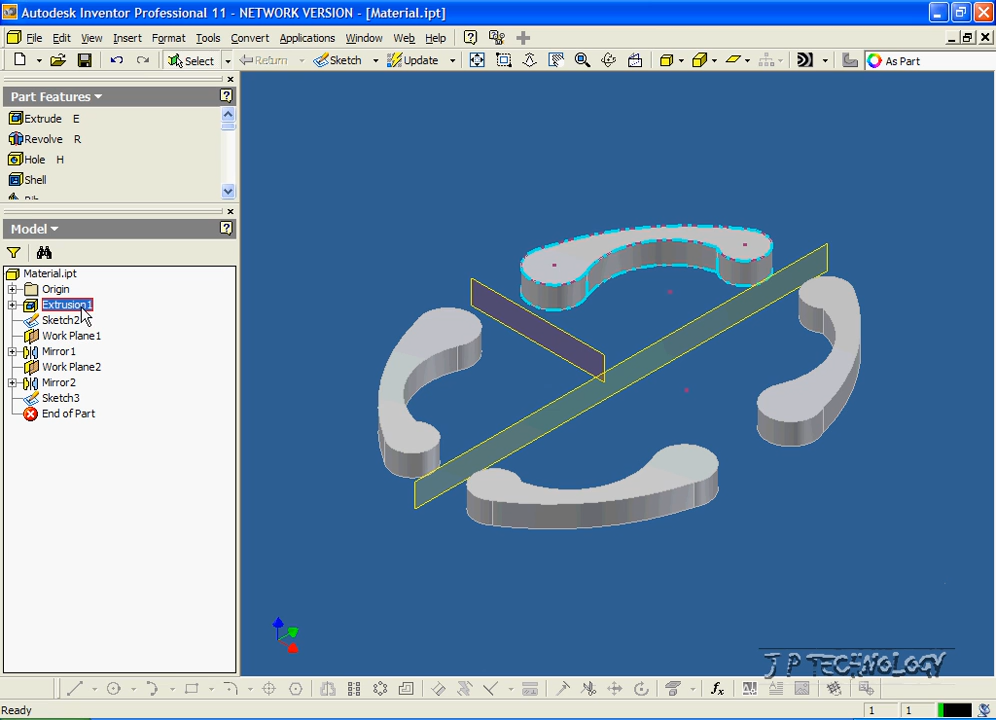 Autodesk Inventor Professional 11 - NETWORK VERSION - [Material.ipt]
File Edit View Insert Format Tools Convert Applications Window Web Help
Select Return Sketch Update As Part
Part Features
Extrude E
Revolve R
Hole H
Shell
Model
Material.ipt
Origin
Extrusion1
Sketch2
Work Plane1
Mirror1
Work Plane2
Mirror2
Sketch3
End of Part
J P TECHNOLOGY
fx
Ready
1 1